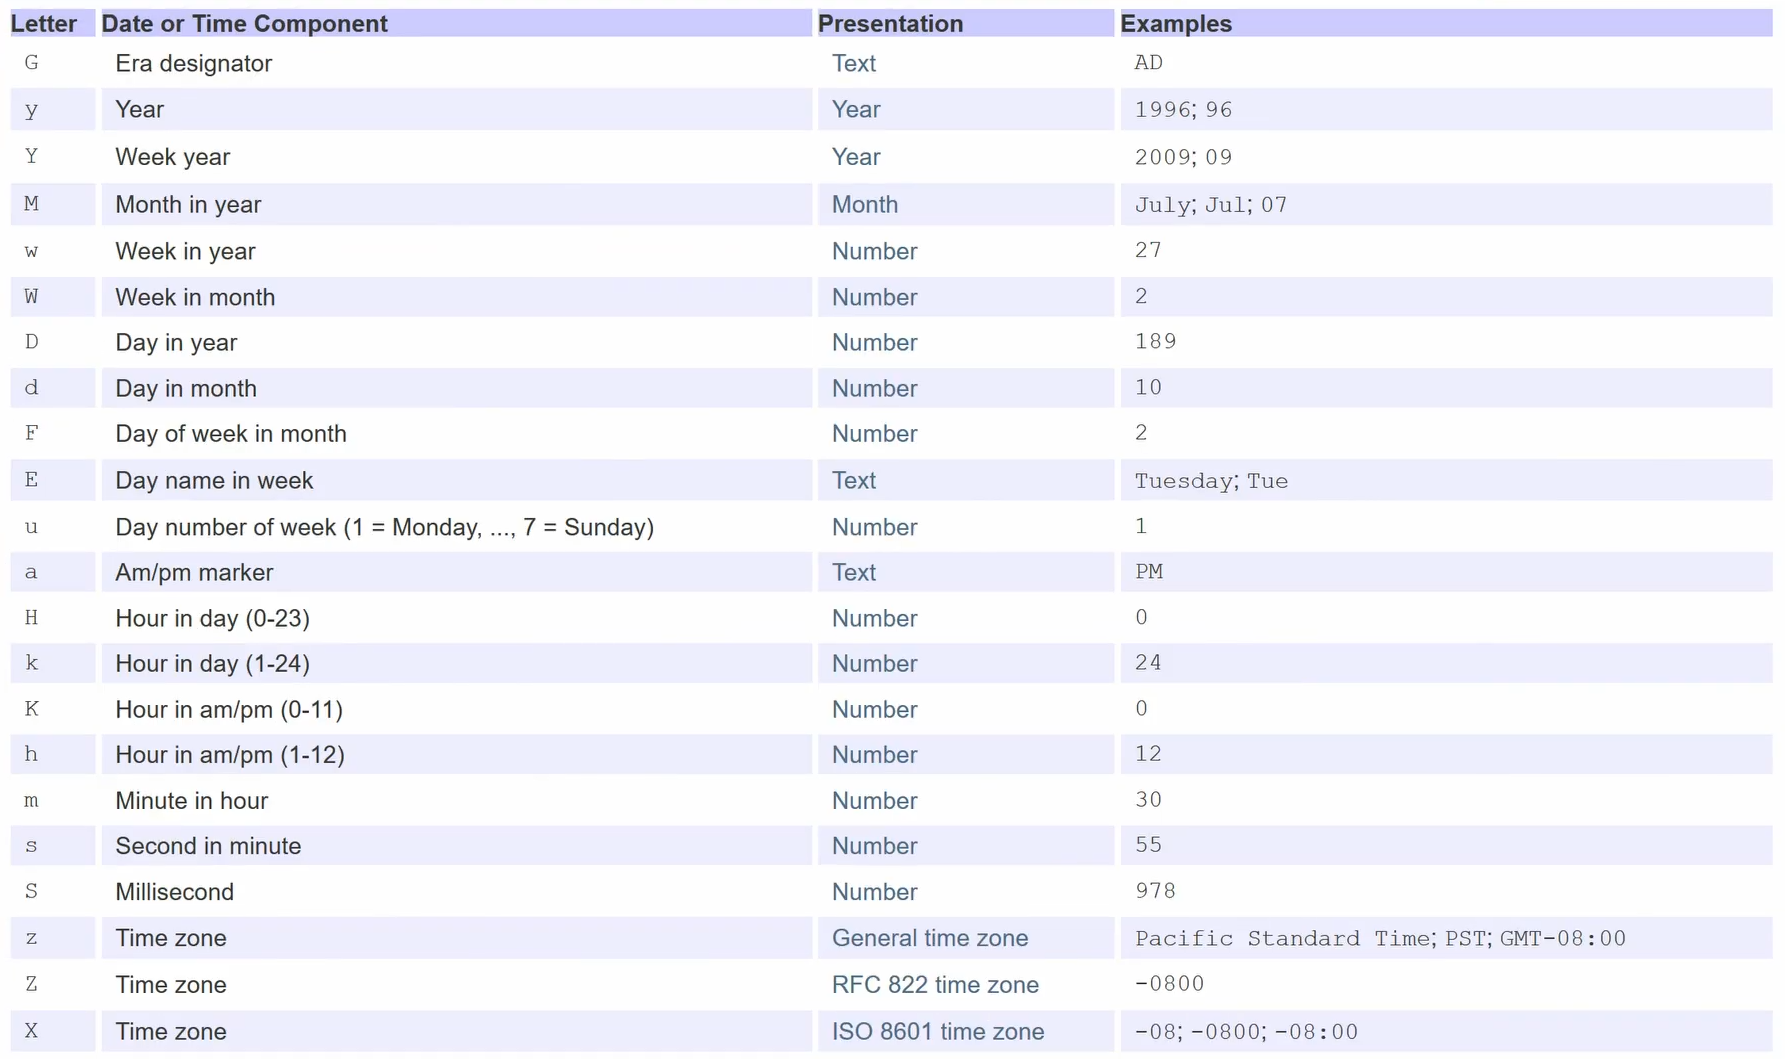 Letter Date or Time Component Presentation Examples
G Era designator Text AD
y Year Year 1996; 96
Y Week year Year 2009; 09
M Month in year Month July; Jul; 07
w Week in year Number 27
W Week in month Number 2
D Day in year Number 189
d Day in month Number 10
F Day of week in month Number 2
E Day name in week Text Tuesday; Tue
u Day number of week (1 = Monday, ..., 7 = Sunday) Number 1
a Am/pm marker Text PM
H Hour in day (0-23) Number 0
k Hour in day (1-24) Number 24
K Hour in am/pm (0-11) Number 0
h Hour in am/pm (1-12) Number 12
m Minute in hour Number 30
s Second in minute Number 55
S Millisecond Number 978
z Time zone General time zone Pacific Standard Time; PST; GMT-08:00
Z Time zone RFC 822 time zone -0800
X Time zone ISO 8601 time zone -08; -0800; -08:00